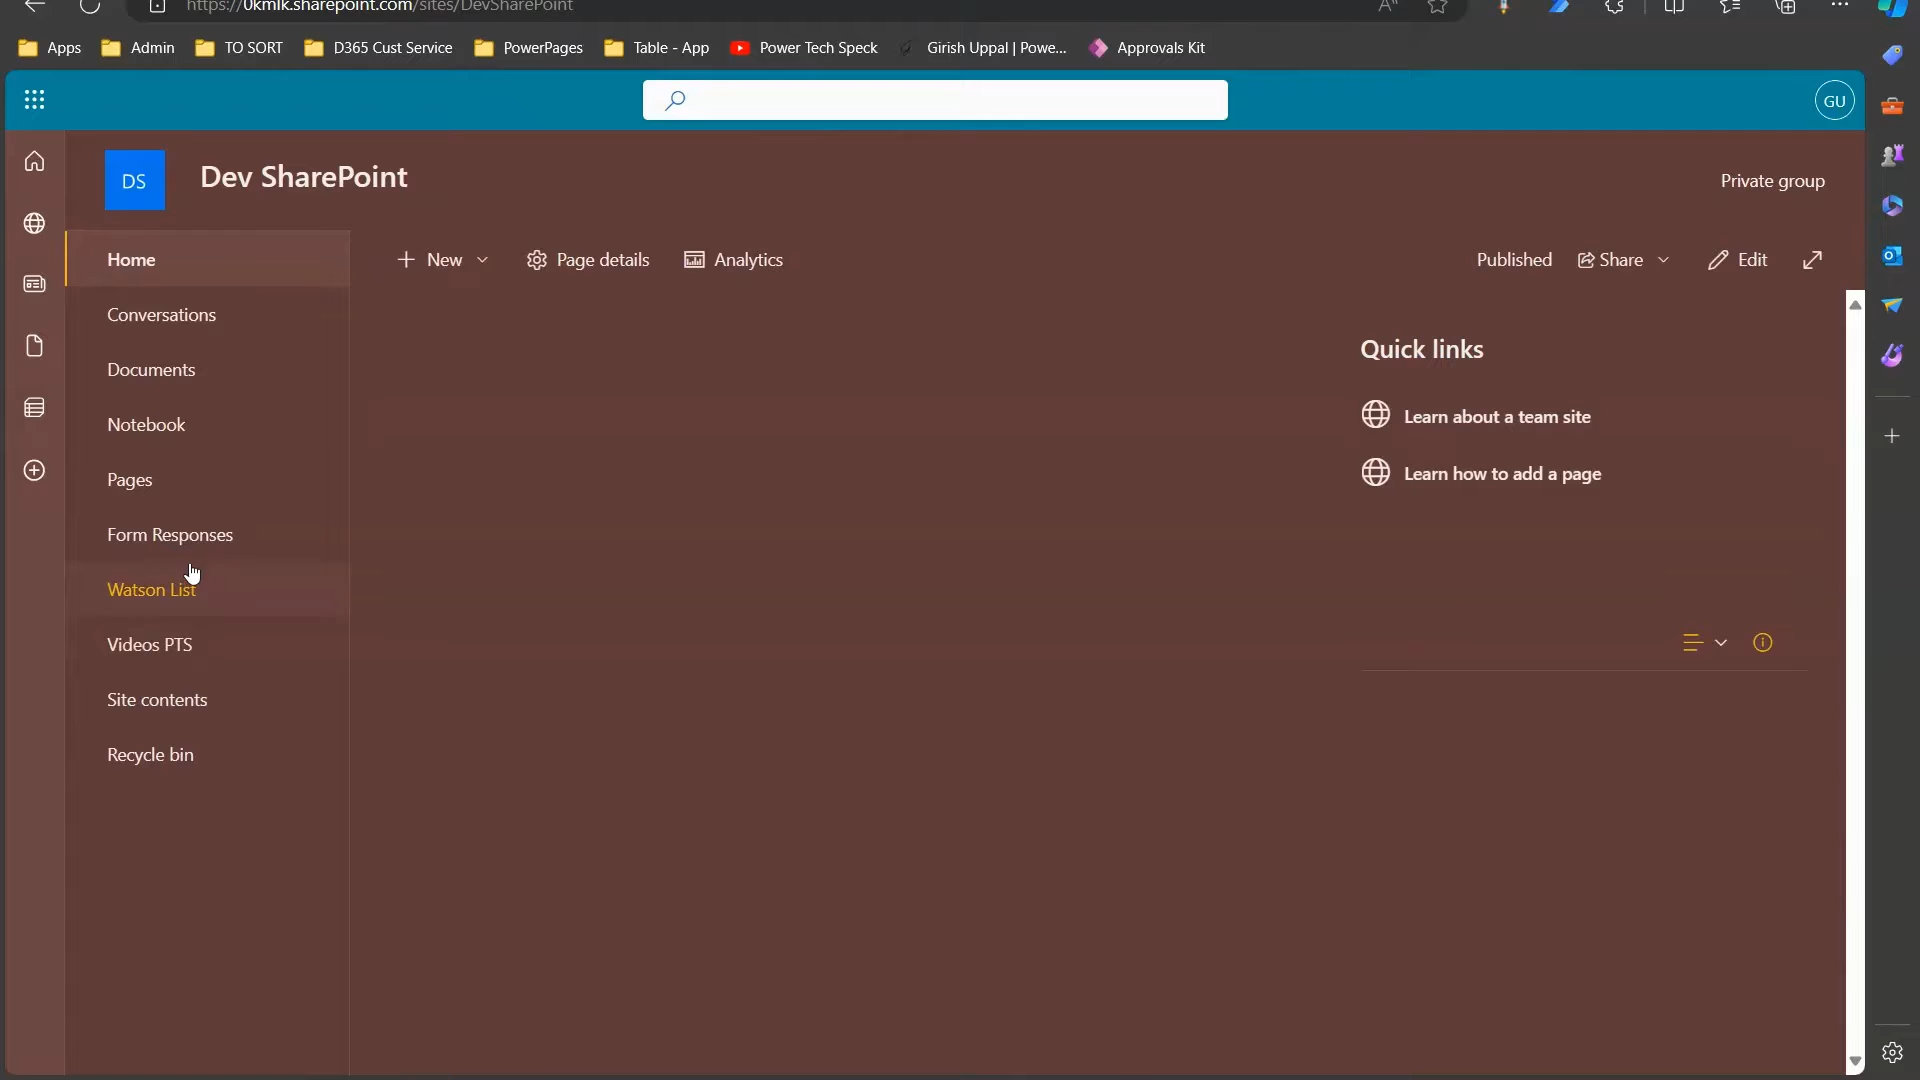 https://0kmlk.sharepoint.com/sites/DevSharePoint
Apps Admin TO SORT D365 Cust Service PowerPages Table - App Power Tech Speck Girish Uppal | Powe... Approvals Kit
GU
DS Dev SharePoint Private group
Home
New Page details Analytics Published Share Edit
Conversations
Documents
Notebook
Pages
Form Responses
Watson List
Videos PTS
Site contents
Recycle bin
Quick links
Learn about a team site
Learn how to add a page